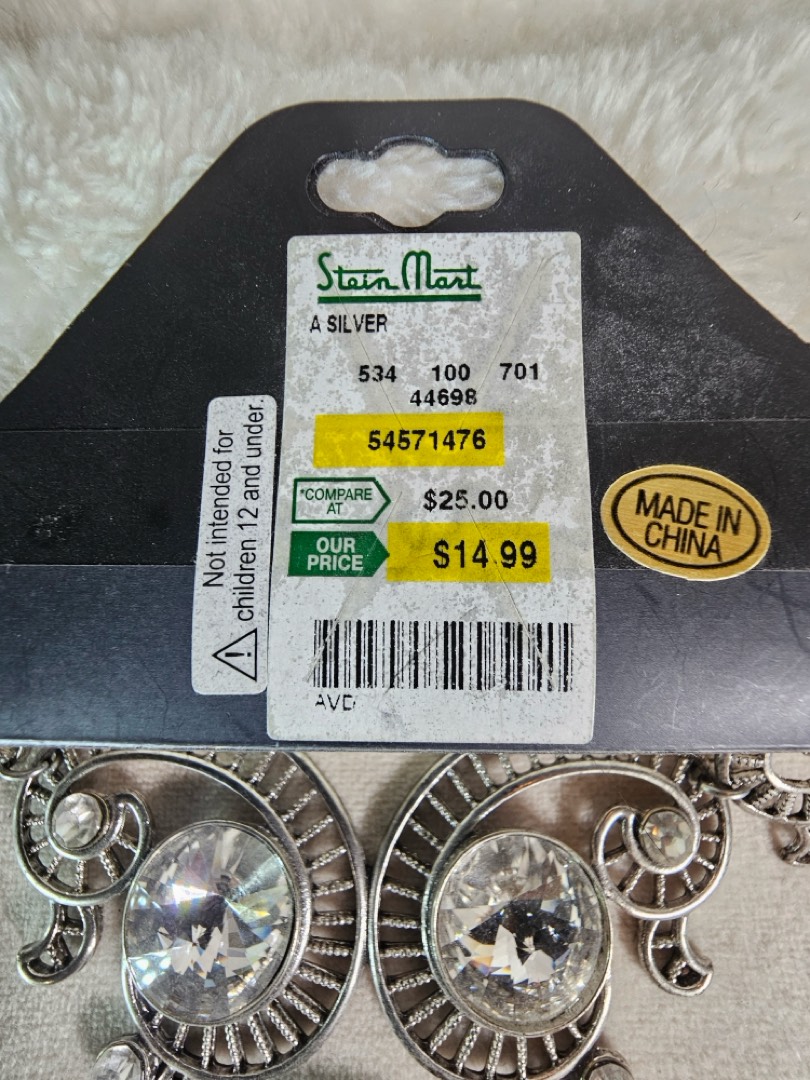 Stein Mart
A SILVER
534 100 701
44698
54571476
*COMPARE
AT
$25.00
OUR
PRICE
$14.99
AVD
Not intended for
children 12 and under.
MADE IN
CHINA